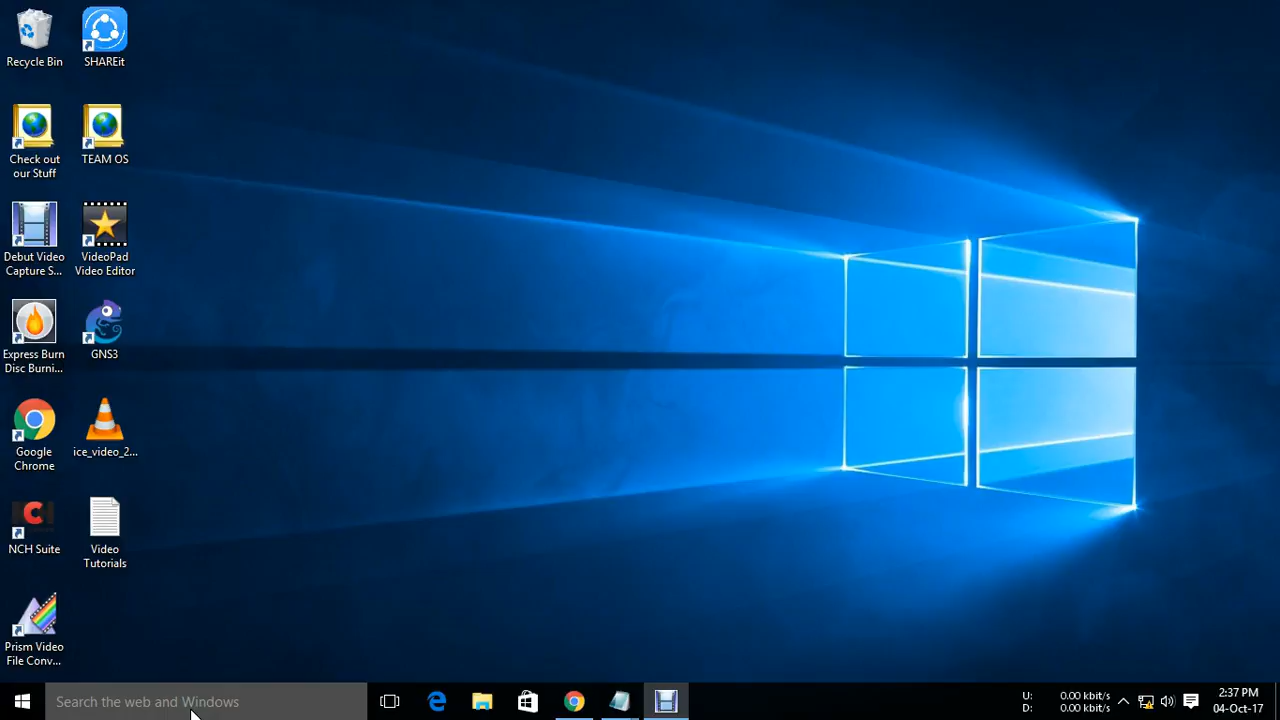 Recycle Bin
SHAREit
Check out
our Stuff
TEAM OS
Debut Video
Capture S...
VideoPad
Video Editor
Express Burn
Disc Burni...
GNS3
Google
Chrome
ice_video_2...
NCH Suite
Video
Tutorials
Prism Video
File Conv...
Search the web and Windows
U: 0.00 kbit/s
D: 0.00 kbit/s
2:37 PM
04-Oct-17